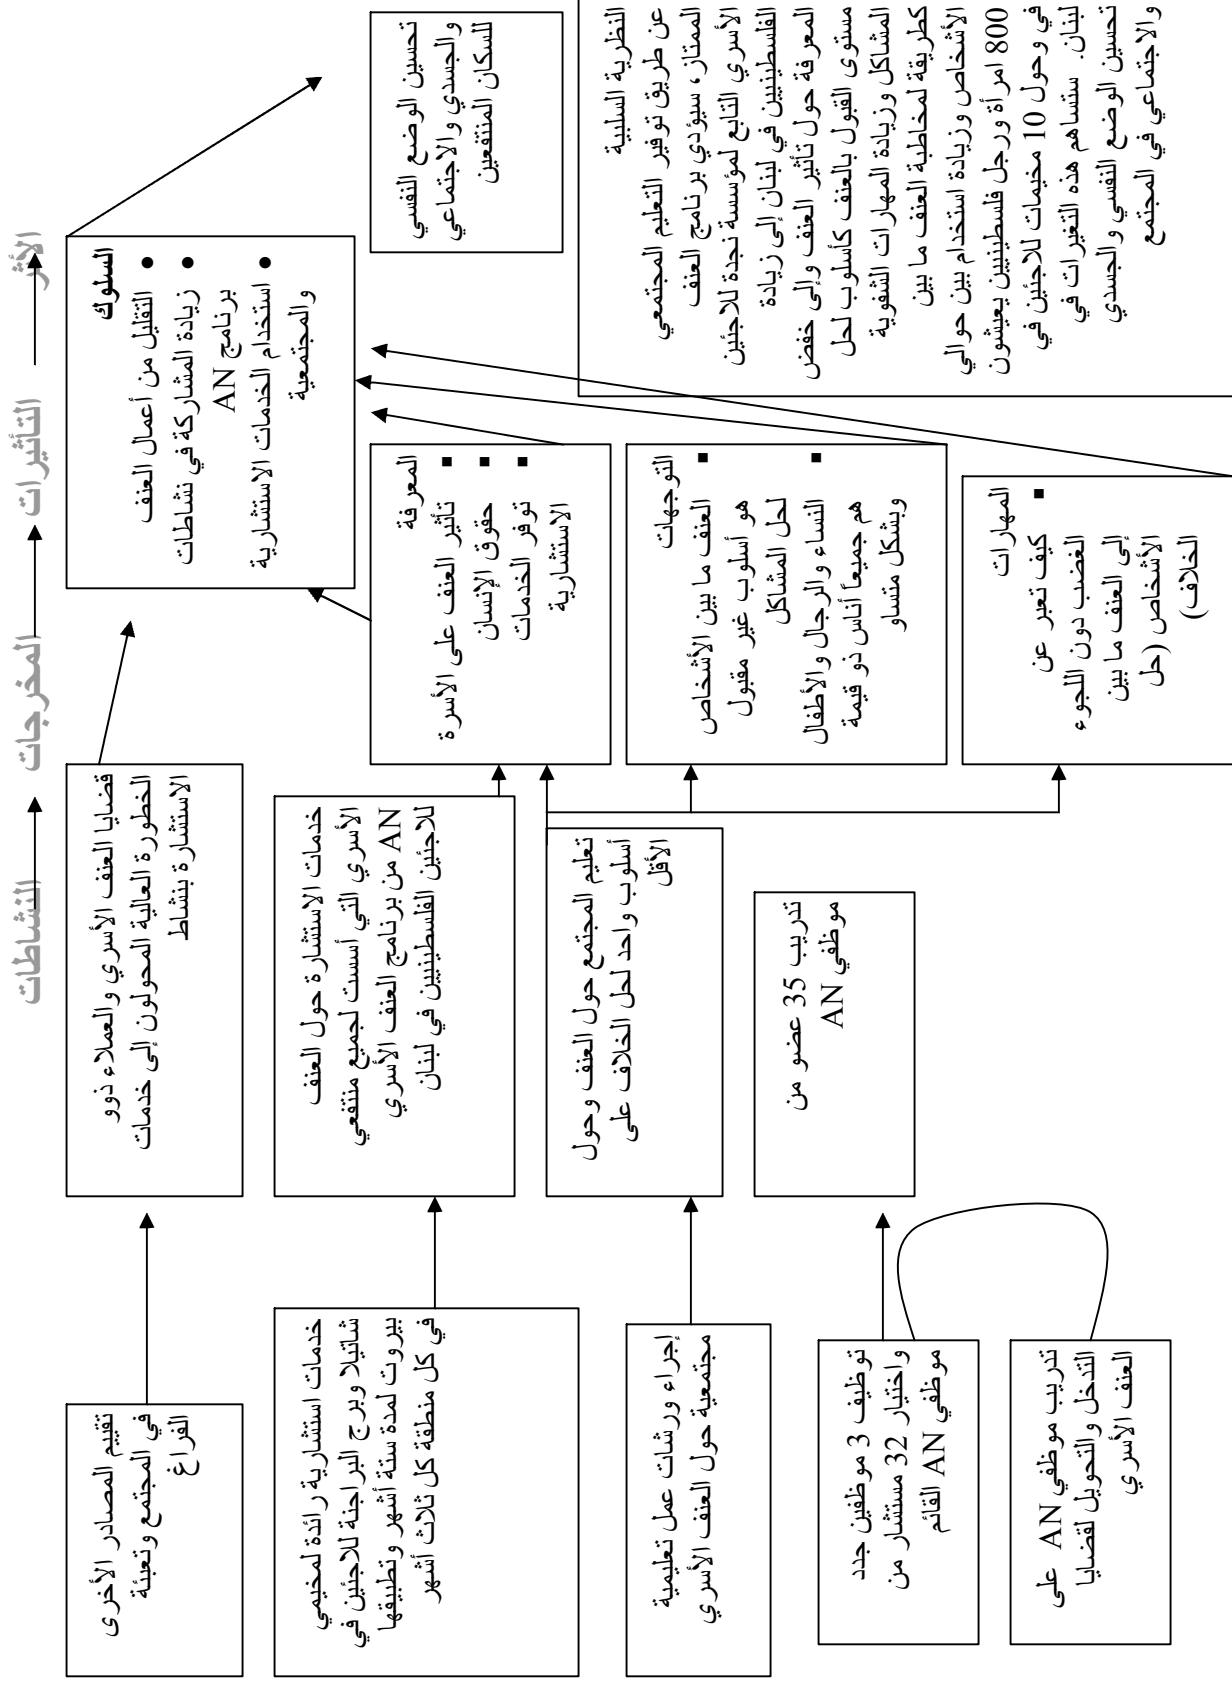 النشاطات
المخرجات
التأثيرات
الأثر
تقييم المصادر الأخرى
في المجتمع وتعبئة
الفراغ
خدمات استشارية رائدة لمخيمي
شاتيلا وبرج البراجنة للاجئين في
بيروت لمدة ستة أشهر وتطبيقها
في كل منطقة كل ثلاث أشهر
إجراء ورشات عمل تعليمية
مجتمعية حول العنف الأسري
توظيف 3 موظفين جدد
واختيار 32 مستشار من
موظفي AN القائم
تدريب موظفي AN على
التدخل والتحويل لقضايا
العنف الأسري
قضايا العنف الأسري والعملاء ذوو
الخطورة العالية المحولون إلى خدمات
الاستشارة بنشاط
خدمات الاستشارة حول العنف
الأسري التي أسست لجميع منتفعي
AN من برنامج العنف الأسري
للاجئين الفلسطينيين في لبنان
تعليم المجتمع حول العنف وحول
أسلوب واحد لحل الخلاف على
الأقل
تدريب 35 عضو من
موظفي AN
السلوك
• التقليل من أعمال العنف
• زيادة المشاركة في نشاطات
برنامج AN
• استخدام الخدمات الاستشارية
والمجتمعية
المعرفة
▪ تأثير العنف على الأسرة
▪ حقوق الإنسان
▪ توفر الخدمات
الاستشارية
التوجهات
▪ العنف ما بين الأشخاص
هو أسلوب غير مقبول
لحل المشاكل
▪ النساء والرجال والأطفال
هم جميعاً أناس ذو قيمة
وبشكل متساو
المهارات
▪ كيف تعبر عن
الغضب دون اللجوء
إلى العنف ما بين
الأشخاص (حل
الخلاف)
تحسين الوضع النفسي
والجسدي والاجتماعي
للسكان المنتفعين
النظرية السلبية
عن طريق توفير التعليم المجتمعي
الممتاز، سيؤدي برنامج العنف
الأسري التابع لمؤسسة نجدة للاجئين
الفلسطينيين في لبنان إلى زيادة
المعرفة حول تأثير العنف وإلى خفض
مستوى القبول بالعنف كأسلوب لحل
المشاكل وزيادة المهارات الشفوية
كطريقة لمخاطبة العنف ما بين
الأشخاص وزيادة استخدام بين حوالي
800 امرأة ورجل فلسطينيين يعيشون
في وحول 10 مخيمات للاجئين في
لبنان. ستساهم هذه التغيرات في
تحسين الوضع النفسي والجسدي
والاجتماعي في المجتمع